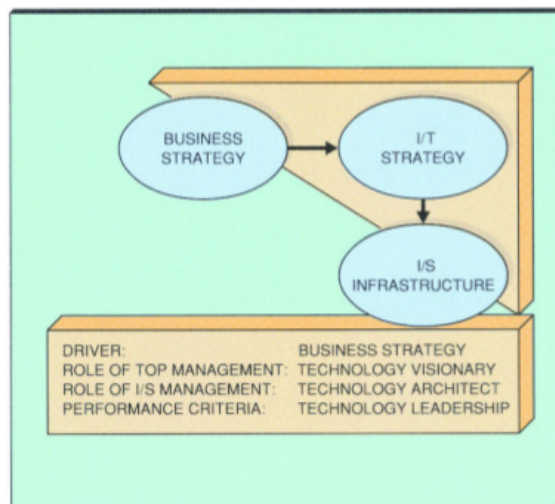 BUSINESS
STRATEGY
I/T
STRATEGY
I/S
INFRASTRUCTURE
DRIVER: BUSINESS STRATEGY
ROLE OF TOP MANAGEMENT: TECHNOLOGY VISIONARY
ROLE OF I/S MANAGEMENT: TECHNOLOGY ARCHITECT
PERFORMANCE CRITERIA: TECHNOLOGY LEADERSHIP